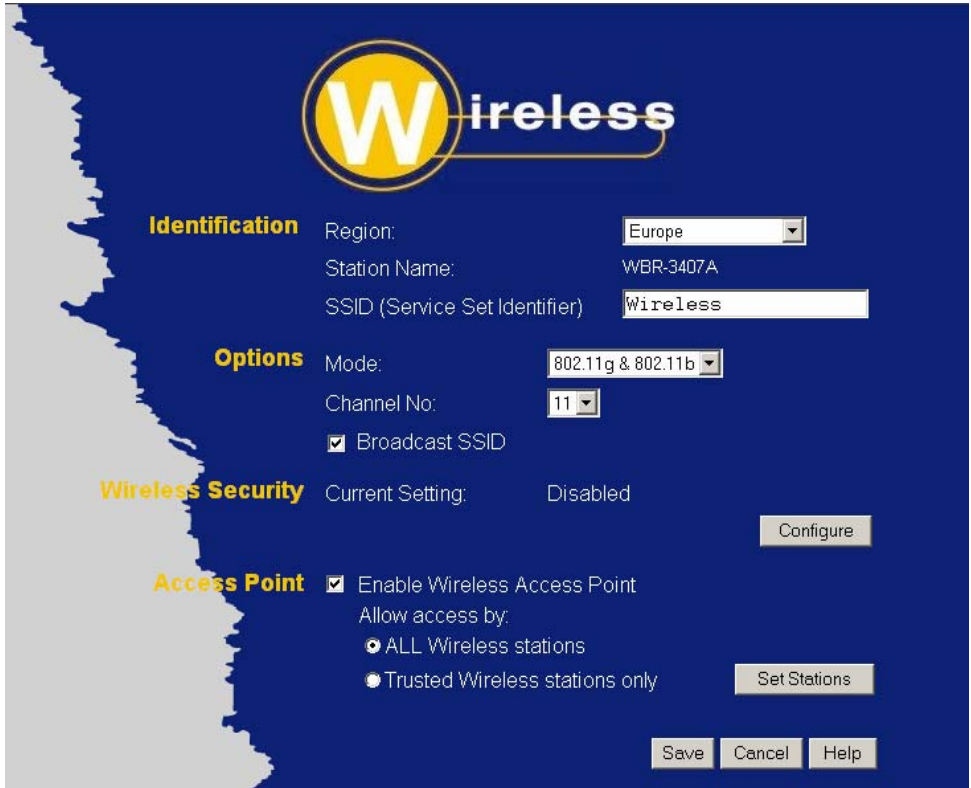 Wireless
Identification
Region: Europe
Station Name: WBR-3407A
SSID (Service Set Identifier) Wireless
Options
Mode: 802.11g & 802.11b
Channel No: 11
Broadcast SSID
Wireless Security
Current Setting: Disabled
Configure
Access Point
Enable Wireless Access Point
Allow access by:
ALL Wireless stations
Trusted Wireless stations only Set Stations
Save Cancel Help